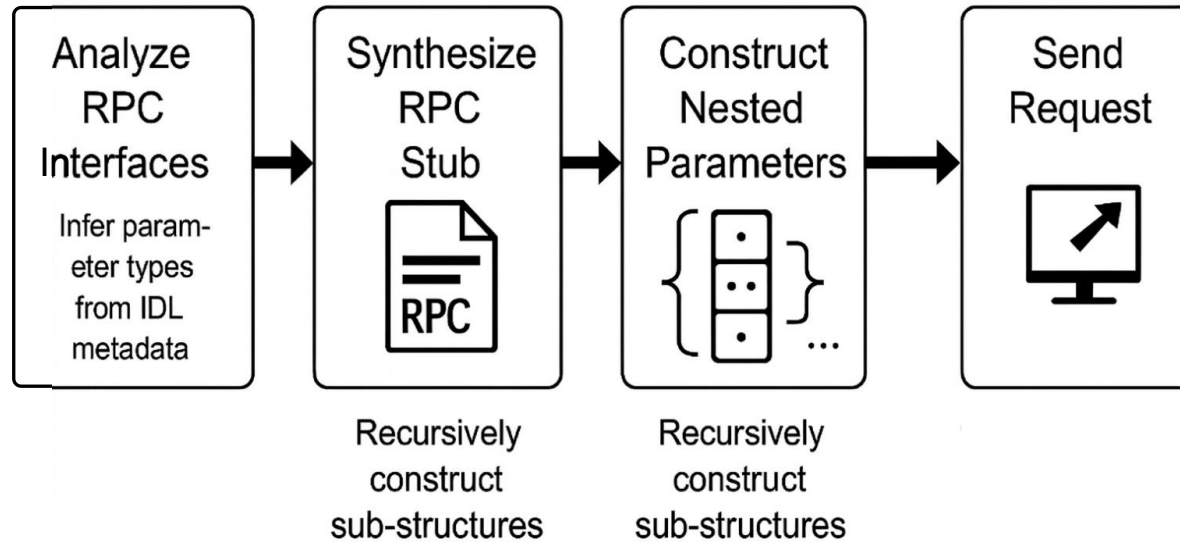 Analyze
RPC
Interfaces
Infer param-
eter types
from IDL
metadata
Synthesize
RPC
Stub
RPC
Recursively
construct
sub-structures
Construct
Nested
Parameters
...
Recursively
construct
sub-structures
Send
Request